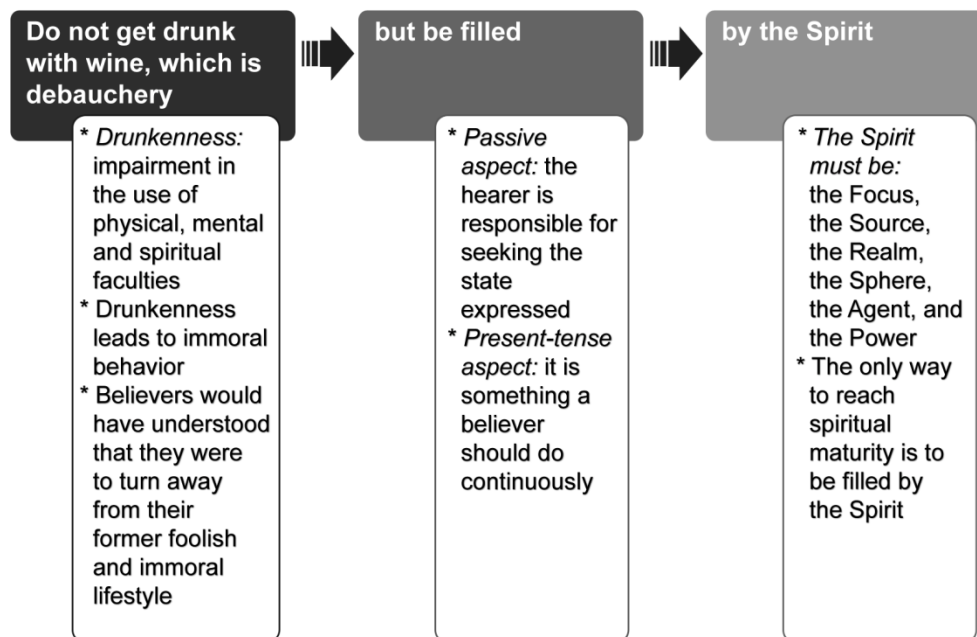 Do not get drunk
with wine, which is
debauchery
* Drunkenness:
impairment in
the use of
physical, mental
and spiritual
faculties
* Drunkenness
leads to immoral
behavior
* Believers would
have understood
that they were
to turn away
from their
former foolish
and immoral
lifestyle
but be filled
* Passive
aspect: the
hearer is
responsible for
seeking the
state
expressed
* Present-tense
aspect: it is
something a
believer
should do
continuously
by the Spirit
* The Spirit
must be:
the Focus,
the Source,
the Realm,
the Sphere,
the Agent, and
the Power
* The only way
to reach
spiritual
maturity is to
be filled by
the Spirit